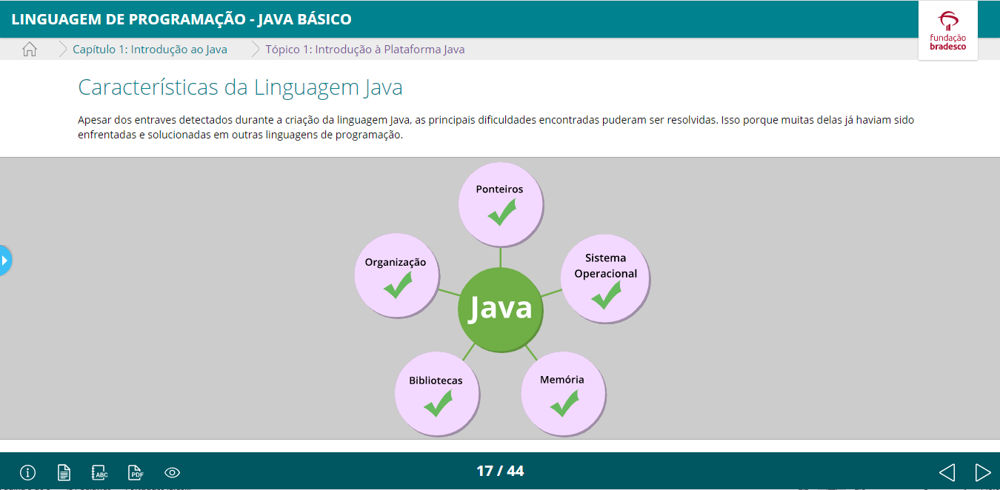 LINGUAGEM DE PROGRAMAÇÃO - JAVA BÁSICO
fundação
bradesco
Capítulo 1: Introdução ao Java
Tópico 1: Introdução à Plataforma Java
Características da Linguagem Java
Apesar dos entraves detectados durante a criação da linguagem Java, as principais dificuldades encontradas puderam ser resolvidas. Isso porque muitas delas já haviam sido
enfrentadas e solucionadas em outras linguagens de programação.
Ponteiros
Organização
Sistema
Operacional
Java
Bibliotecas
Memória
ABC
PDF
17 / 44